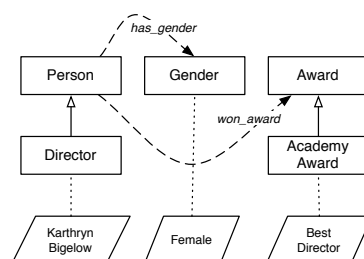 has_gender
Person
Gender
Award
won_award
Director
Academy
Award
Karthryn
Bigelow
Female
Best
Director